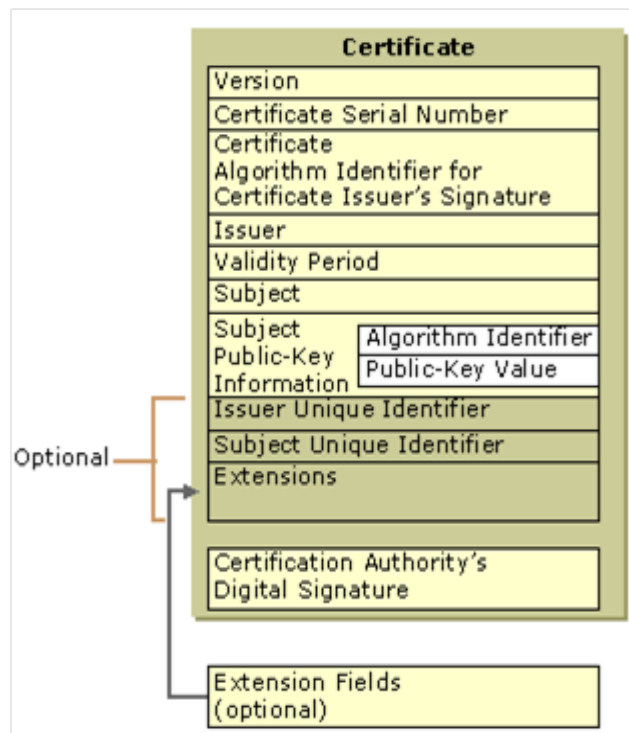 Certificate
Version
Certificate Serial Number
Certificate
Algorithm Identifier for
Certificate Issuer's Signature
Issuer
Validity Period
Subject
Subject
Public-Key
Information
Algorithm Identifier
Public-Key Value
Optional
Issuer Unique Identifier
Subject Unique Identifier
Extensions
Certification Authority's
Digital Signature
Extension Fields
(optional)